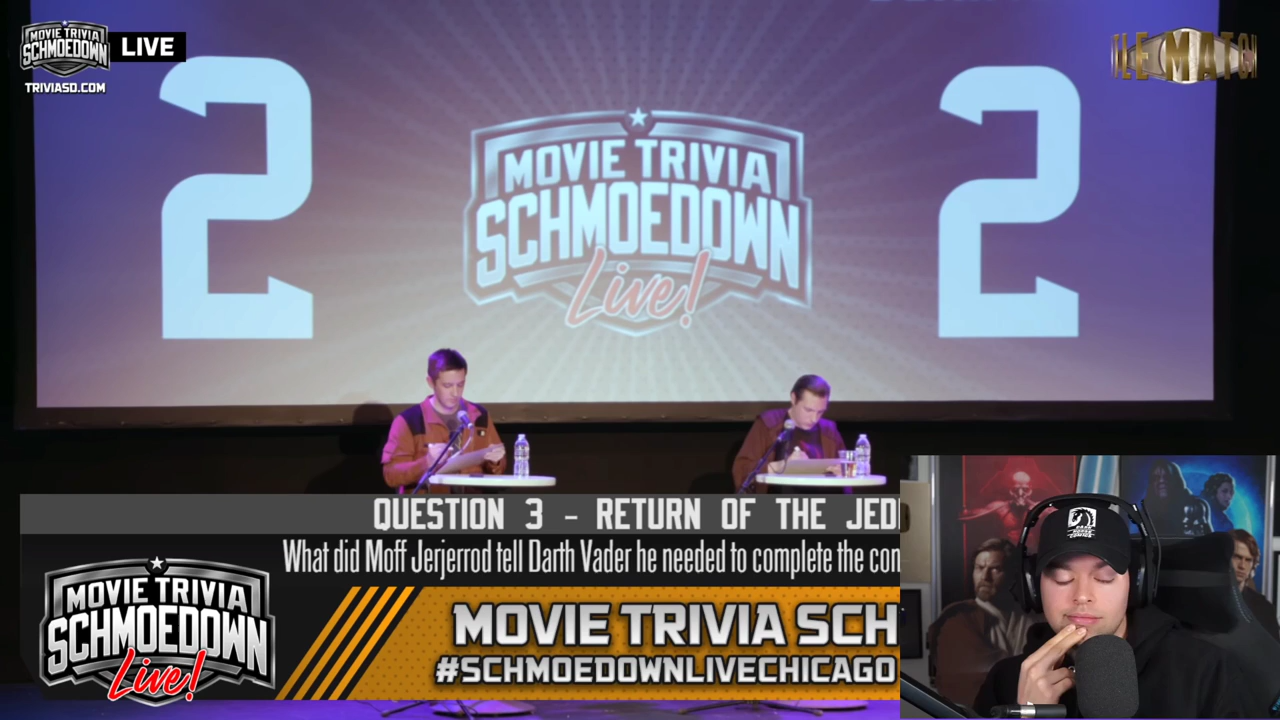 MOVIE TRIVIA
SCHMOEDOWN
LIVE
TRIVIASD.COM
TLE MATCH
2
2
MOVIE TRIVIA
SCHMOEDOWN
Live!
QUESTION 3 - RETURN OF THE JEDI
What did Moff Jerjerrod tell Darth Vader he needed to complete the con
MOVIE TRIVIA
SCHMOEDOWN
Live!
MOVIE TRIVIA SCH
#SCHMOEDOWNLIVECHICAGO